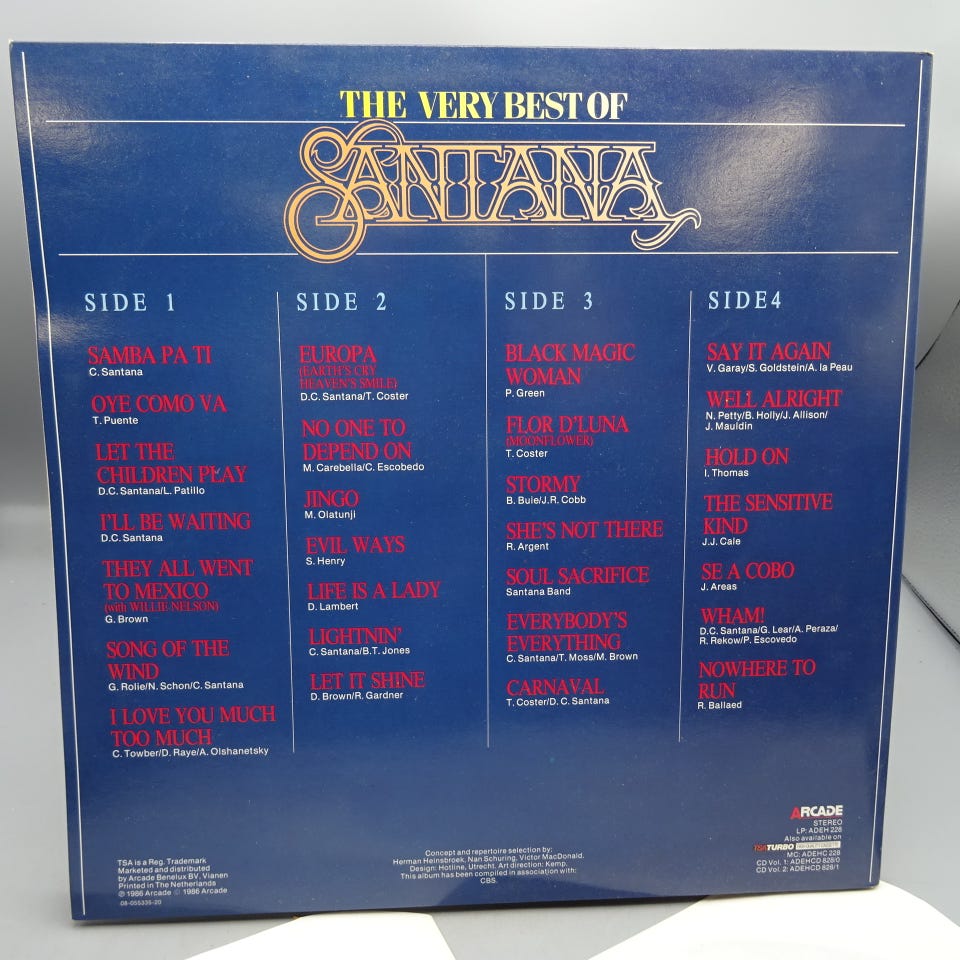 THE VERY BEST OF
SANTANA
SIDE 1
SAMBA PA TI
C. Santana
OYE COMO VA
T. Puente
LET THE
CHILDREN PLAY
D.C. Santana/L. Patillo
I'LL BE WAITING
D.C. Santana
THEY ALL WENT
TO MEXICO
(with WILLIE NELSON)
G. Brown
SONG OF THE
WIND
G. Rolie/N. Schon/C. Santana
I LOVE YOU MUCH
TOO MUCH
C. Towber/D. Raye/A. Olshanetsky
SIDE 2
EUROPA
(EARTH'S CRY
HEAVEN'S SMILE)
D.C. Santana/T. Coster
NO ONE TO
DEPEND ON
M. Carebella/C. Escobedo
JINGO
M. Olatunji
EVIL WAYS
S. Henry
LIFE IS A LADY
D. Lambert
LIGHTNIN'
C. Santana/B.T. Jones
LET IT SHINE
D. Brown/R. Gardner
SIDE 3
BLACK MAGIC
WOMAN
P. Green
FLOR D'LUNA
(MOONFLOWER)
T. Coster
STORMY
B. Buie/J.R. Cobb
SHE'S NOT THERE
R. Argent
SOUL SACRIFICE
Santana Band
EVERYBODY'S
EVERYTHING
C. Santana/T. Moss/M. Brown
CARNAVAL
T. Coster/D. C. Santana
SIDE4
SAY IT AGAIN
V. Garay/S. Goldstein/A. la Peau
WELL ALRIGHT
N. Petty/B. Holly/J. Allison/
J. Mauldin
HOLD ON
I. Thomas
THE SENSITIVE
KIND
J.J. Cale
SE A COBO
J. Areas
WHAM!
D.C. Santana/G. Lear/A. Peraza/
R. Rekow/P. Escovedo
NOWHERE TO
RUN
R. Ballaed
TSA is a Reg. Trademark
Marketed and distributed
by Arcade Benelux BV, Vianen
Printed in The Netherlands
℗ 1986 Arcade © 1986 Arcade
08-055335-20
Concept and repertoire selection by:
Herman Heinsbroek, Nan Schuring, Victor MacDonald.
Design: Hotline, Utrecht. Art direction: Kemp.
This album has been compiled in association with:
CBS.
ARCADE
STEREO
LP: ADEH 228
Also available on
TSATURBO
MC: ADEHC 228
CD Vol. 1: ADEHCD 828/0
CD Vol. 2: ADEHCD 828/1